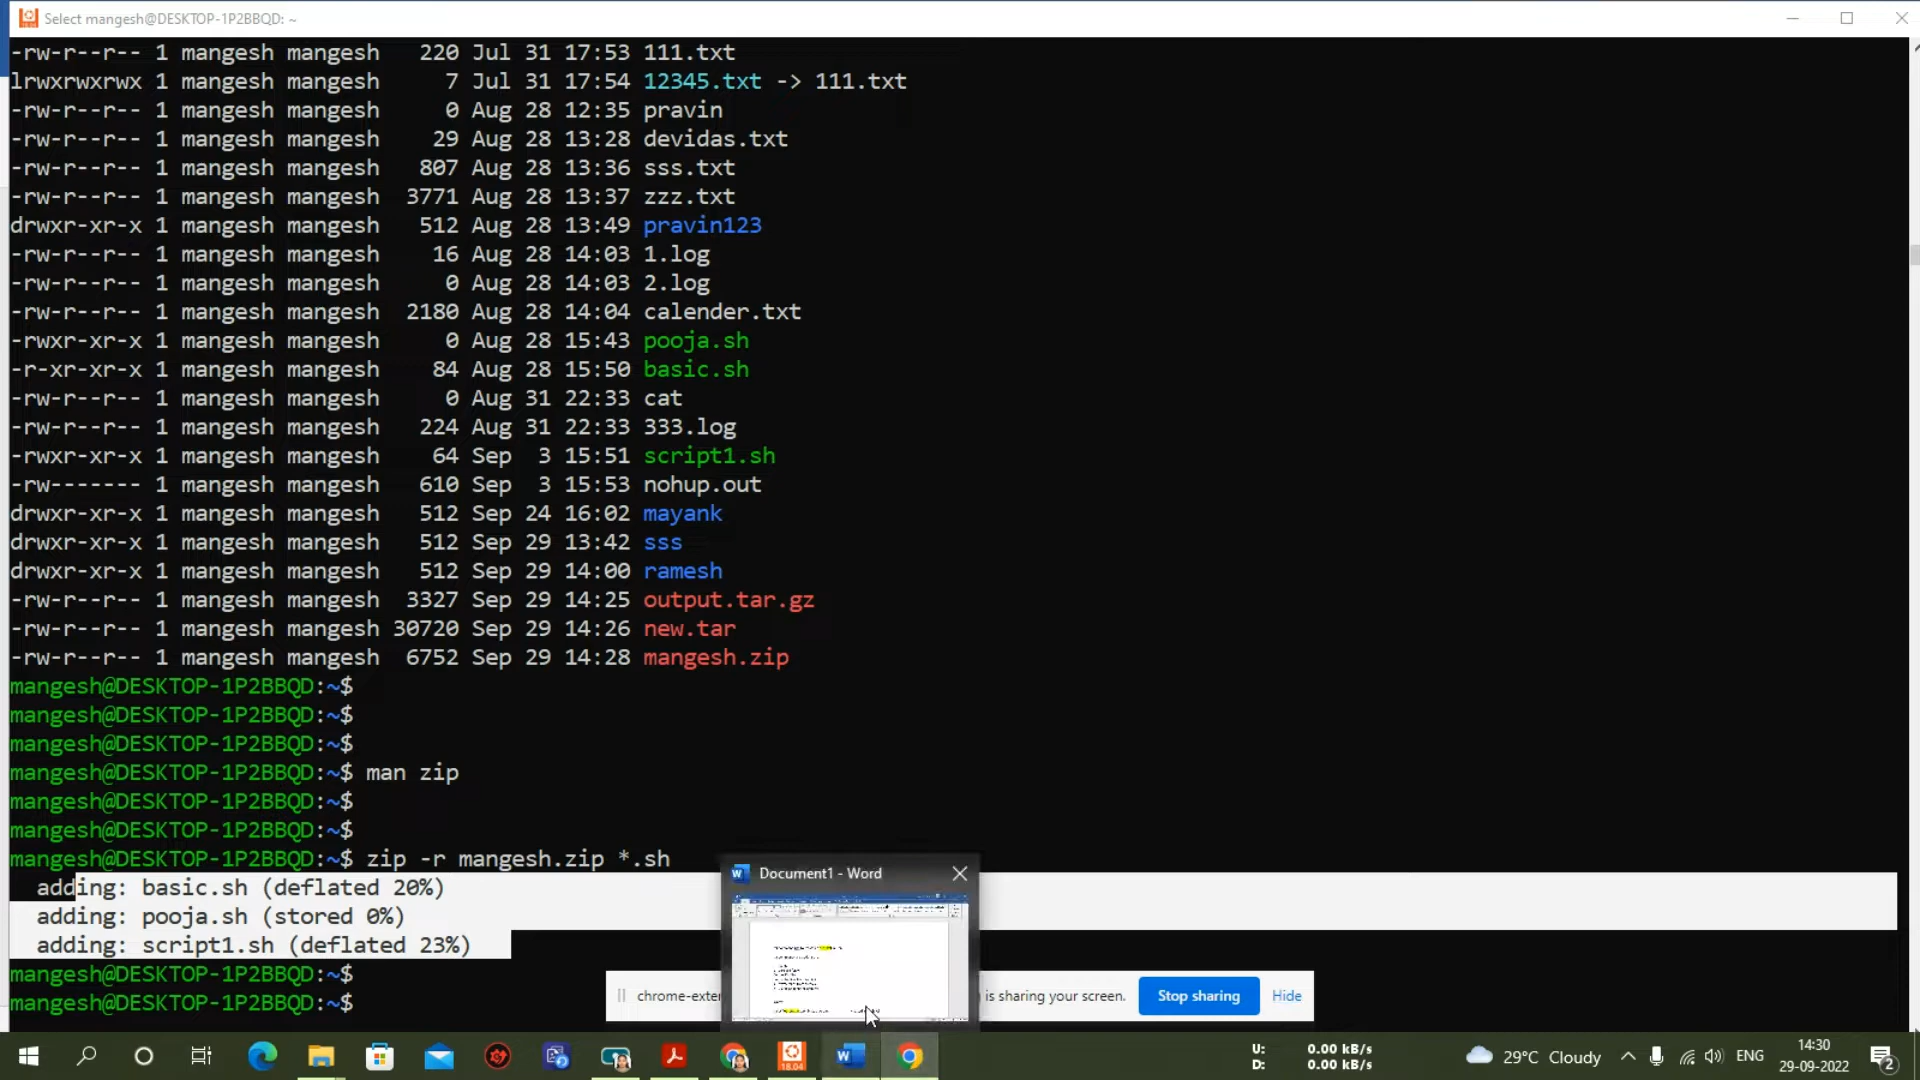 Select mangesh@DESKTOP-1P2BBQD: ~
-rw-r--r-- 1 mangesh mangesh   220 Jul 31 17:53 111.txt
lrwxrwxrwx 1 mangesh mangesh     7 Jul 31 17:54 12345.txt -> 111.txt
-rw-r--r-- 1 mangesh mangesh     0 Aug 28 12:35 pravin
-rw-r--r-- 1 mangesh mangesh    29 Aug 28 13:28 devidas.txt
-rw-r--r-- 1 mangesh mangesh   807 Aug 28 13:36 sss.txt
-rw-r--r-- 1 mangesh mangesh  3771 Aug 28 13:37 zzz.txt
drwxr-xr-x 1 mangesh mangesh   512 Aug 28 13:49 pravin123
-rw-r--r-- 1 mangesh mangesh    16 Aug 28 14:03 1.log
-rw-r--r-- 1 mangesh mangesh     0 Aug 28 14:03 2.log
-rw-r--r-- 1 mangesh mangesh  2180 Aug 28 14:04 calender.txt
-rwxr-xr-x 1 mangesh mangesh     0 Aug 28 15:43 pooja.sh
-r-xr-xr-x 1 mangesh mangesh    84 Aug 28 15:50 basic.sh
-rw-r--r-- 1 mangesh mangesh     0 Aug 31 22:33 cat
-rw-r--r-- 1 mangesh mangesh   224 Aug 31 22:33 333.log
-rwxr-xr-x 1 mangesh mangesh    64 Sep  3 15:51 script1.sh
-rw------- 1 mangesh mangesh   610 Sep  3 15:53 nohup.out
drwxr-xr-x 1 mangesh mangesh   512 Sep 24 16:02 mayank
drwxr-xr-x 1 mangesh mangesh   512 Sep 29 13:42 sss
drwxr-xr-x 1 mangesh mangesh   512 Sep 29 14:00 ramesh
-rw-r--r-- 1 mangesh mangesh  3327 Sep 29 14:25 output.tar.gz
-rw-r--r-- 1 mangesh mangesh 30720 Sep 29 14:26 new.tar
-rw-r--r-- 1 mangesh mangesh  6752 Sep 29 14:28 mangesh.zip
mangesh@DESKTOP-1P2BBQD:~$
mangesh@DESKTOP-1P2BBQD:~$
mangesh@DESKTOP-1P2BBQD:~$
mangesh@DESKTOP-1P2BBQD:~$ man zip
mangesh@DESKTOP-1P2BBQD:~$
mangesh@DESKTOP-1P2BBQD:~$
mangesh@DESKTOP-1P2BBQD:~$ zip -r mangesh.zip *.sh
  adding: basic.sh (deflated 20%)
  adding: pooja.sh (stored 0%)
  adding: script1.sh (deflated 23%)
mangesh@DESKTOP-1P2BBQD:~$
mangesh@DESKTOP-1P2BBQD:~$
Document1 - Word
chrome-exter
is sharing your screen.
Stop sharing
Hide
18.04
U: 0.00 kB/s
D: 0.00 kB/s
29°C Cloudy
ENG
14:30
29-09-2022
2